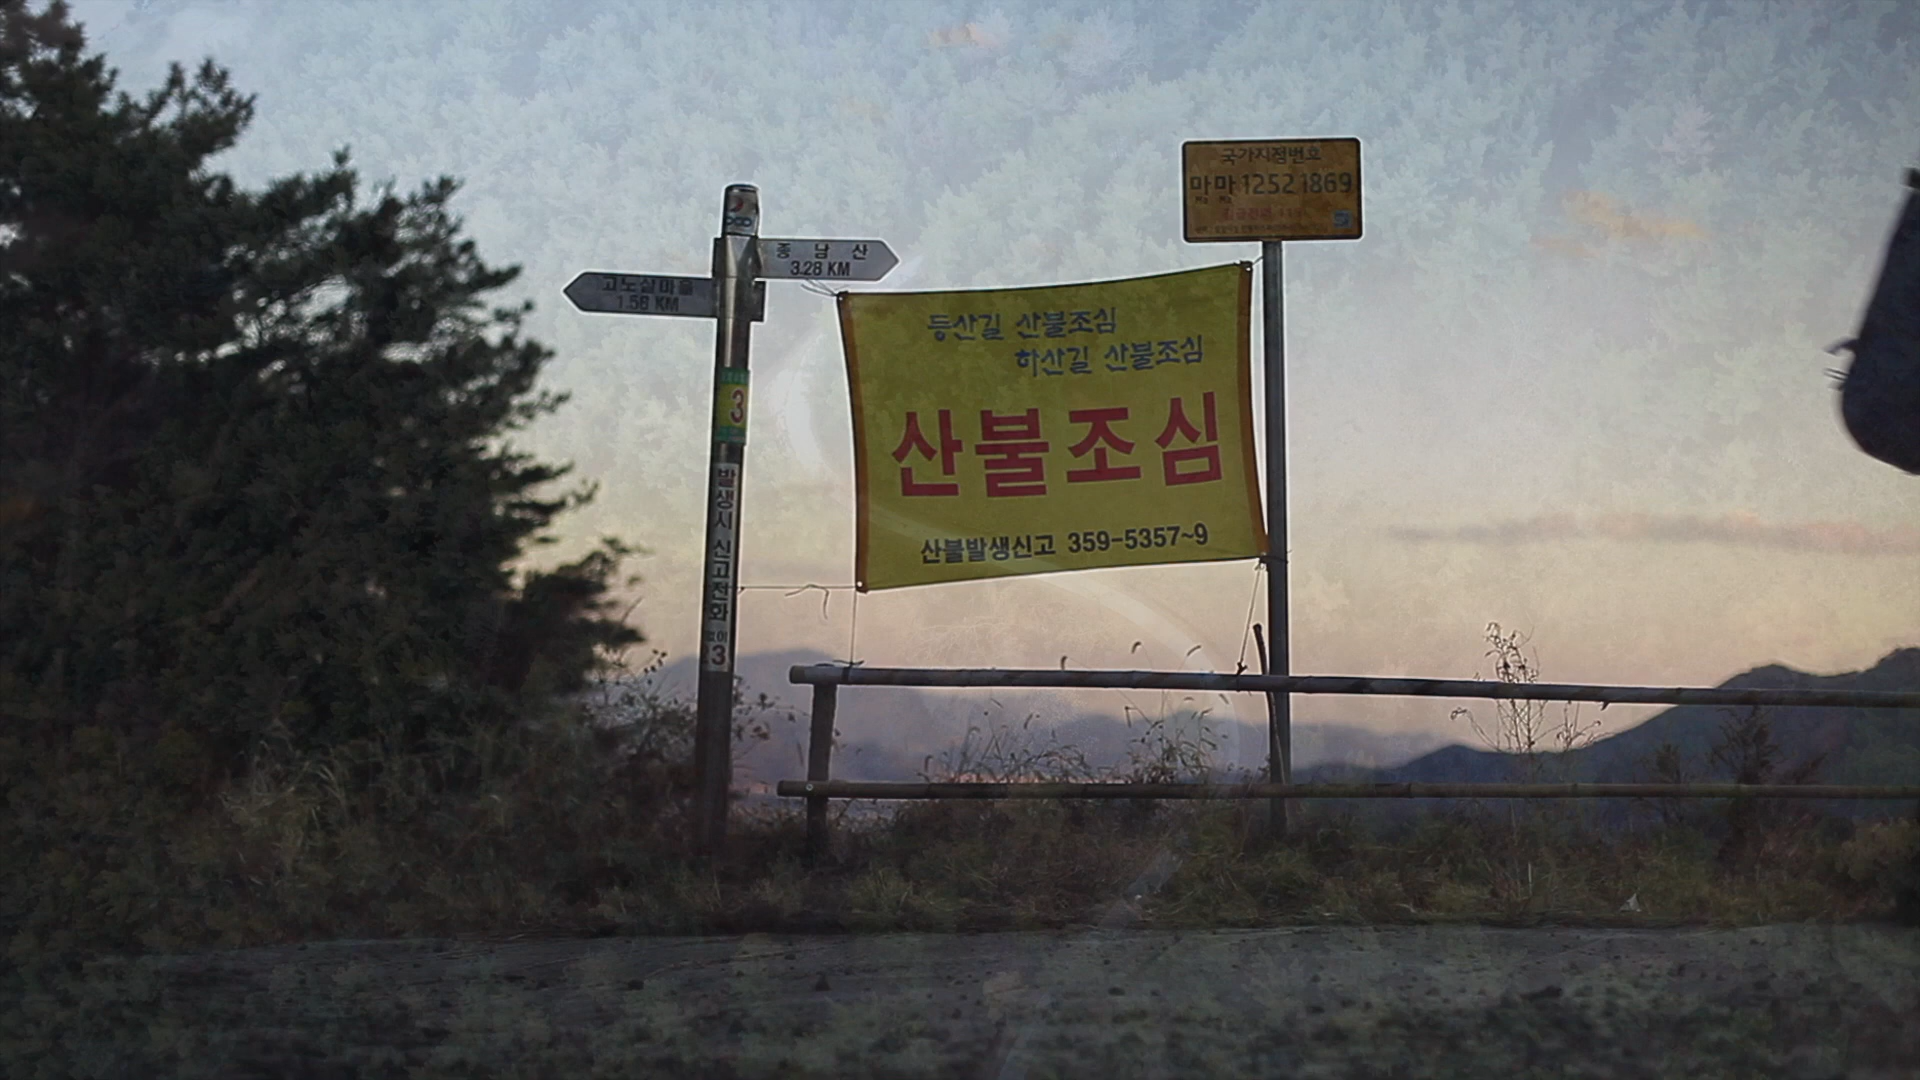 종남산
3.28 KM
고노실마을
1.56 KM
3
발생시 신고전화
국가지점번호
마마 1252 1869
Ma Ma
등산길 산불조심
하산길 산불조심
산불조심
산불발생신고 359-5357~9